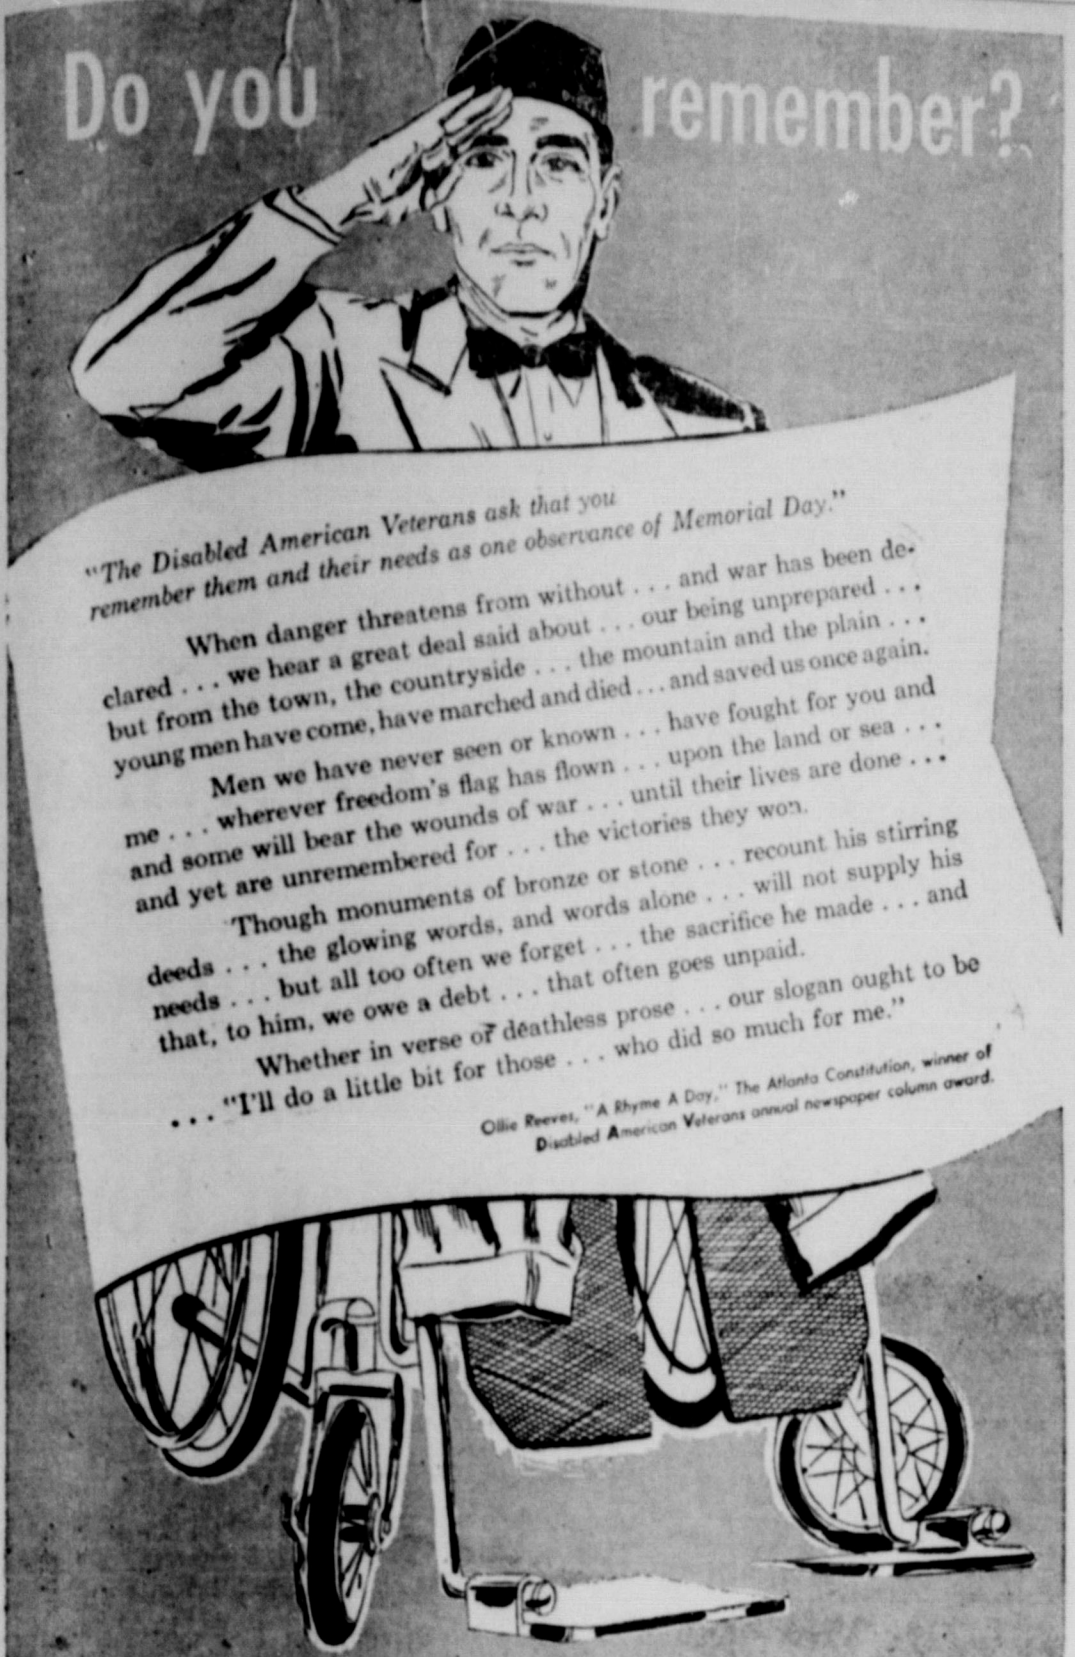 Do you remember?
"The Disabled American Veterans ask that you
remember them and their needs as one observance of Memorial Day."
When danger threatens from without . . . and war has been de-
clared . . . we hear a great deal said about . . . our being unprepared . . .
but from the town, the countryside . . . the mountain and the plain . . .
young men have come, have marched and died . . . and saved us once again.
Men we have never seen or known . . . have fought for you and
me . . . wherever freedom's flag has flown . . . upon the land or sea . . .
and some will bear the wounds of war . . . until their lives are done . . .
and yet are unremembered for . . . the victories they won.
Though monuments of bronze or stone . . . recount his stirring
deeds . . . the glowing words, and words alone . . . will not supply his
needs . . . but all too often we forget . . . the sacrifice he made . . . and
that, to him, we owe a debt . . . that often goes unpaid.
Whether in verse or deathless prose . . . our slogan ought to be
. . . "I'll do a little bit for those . . . who did so much for me."
Ollie Reeves, "A Rhyme A Day," The Atlanta Constitution, winner of
Disabled American Veterans annual newspaper column award.